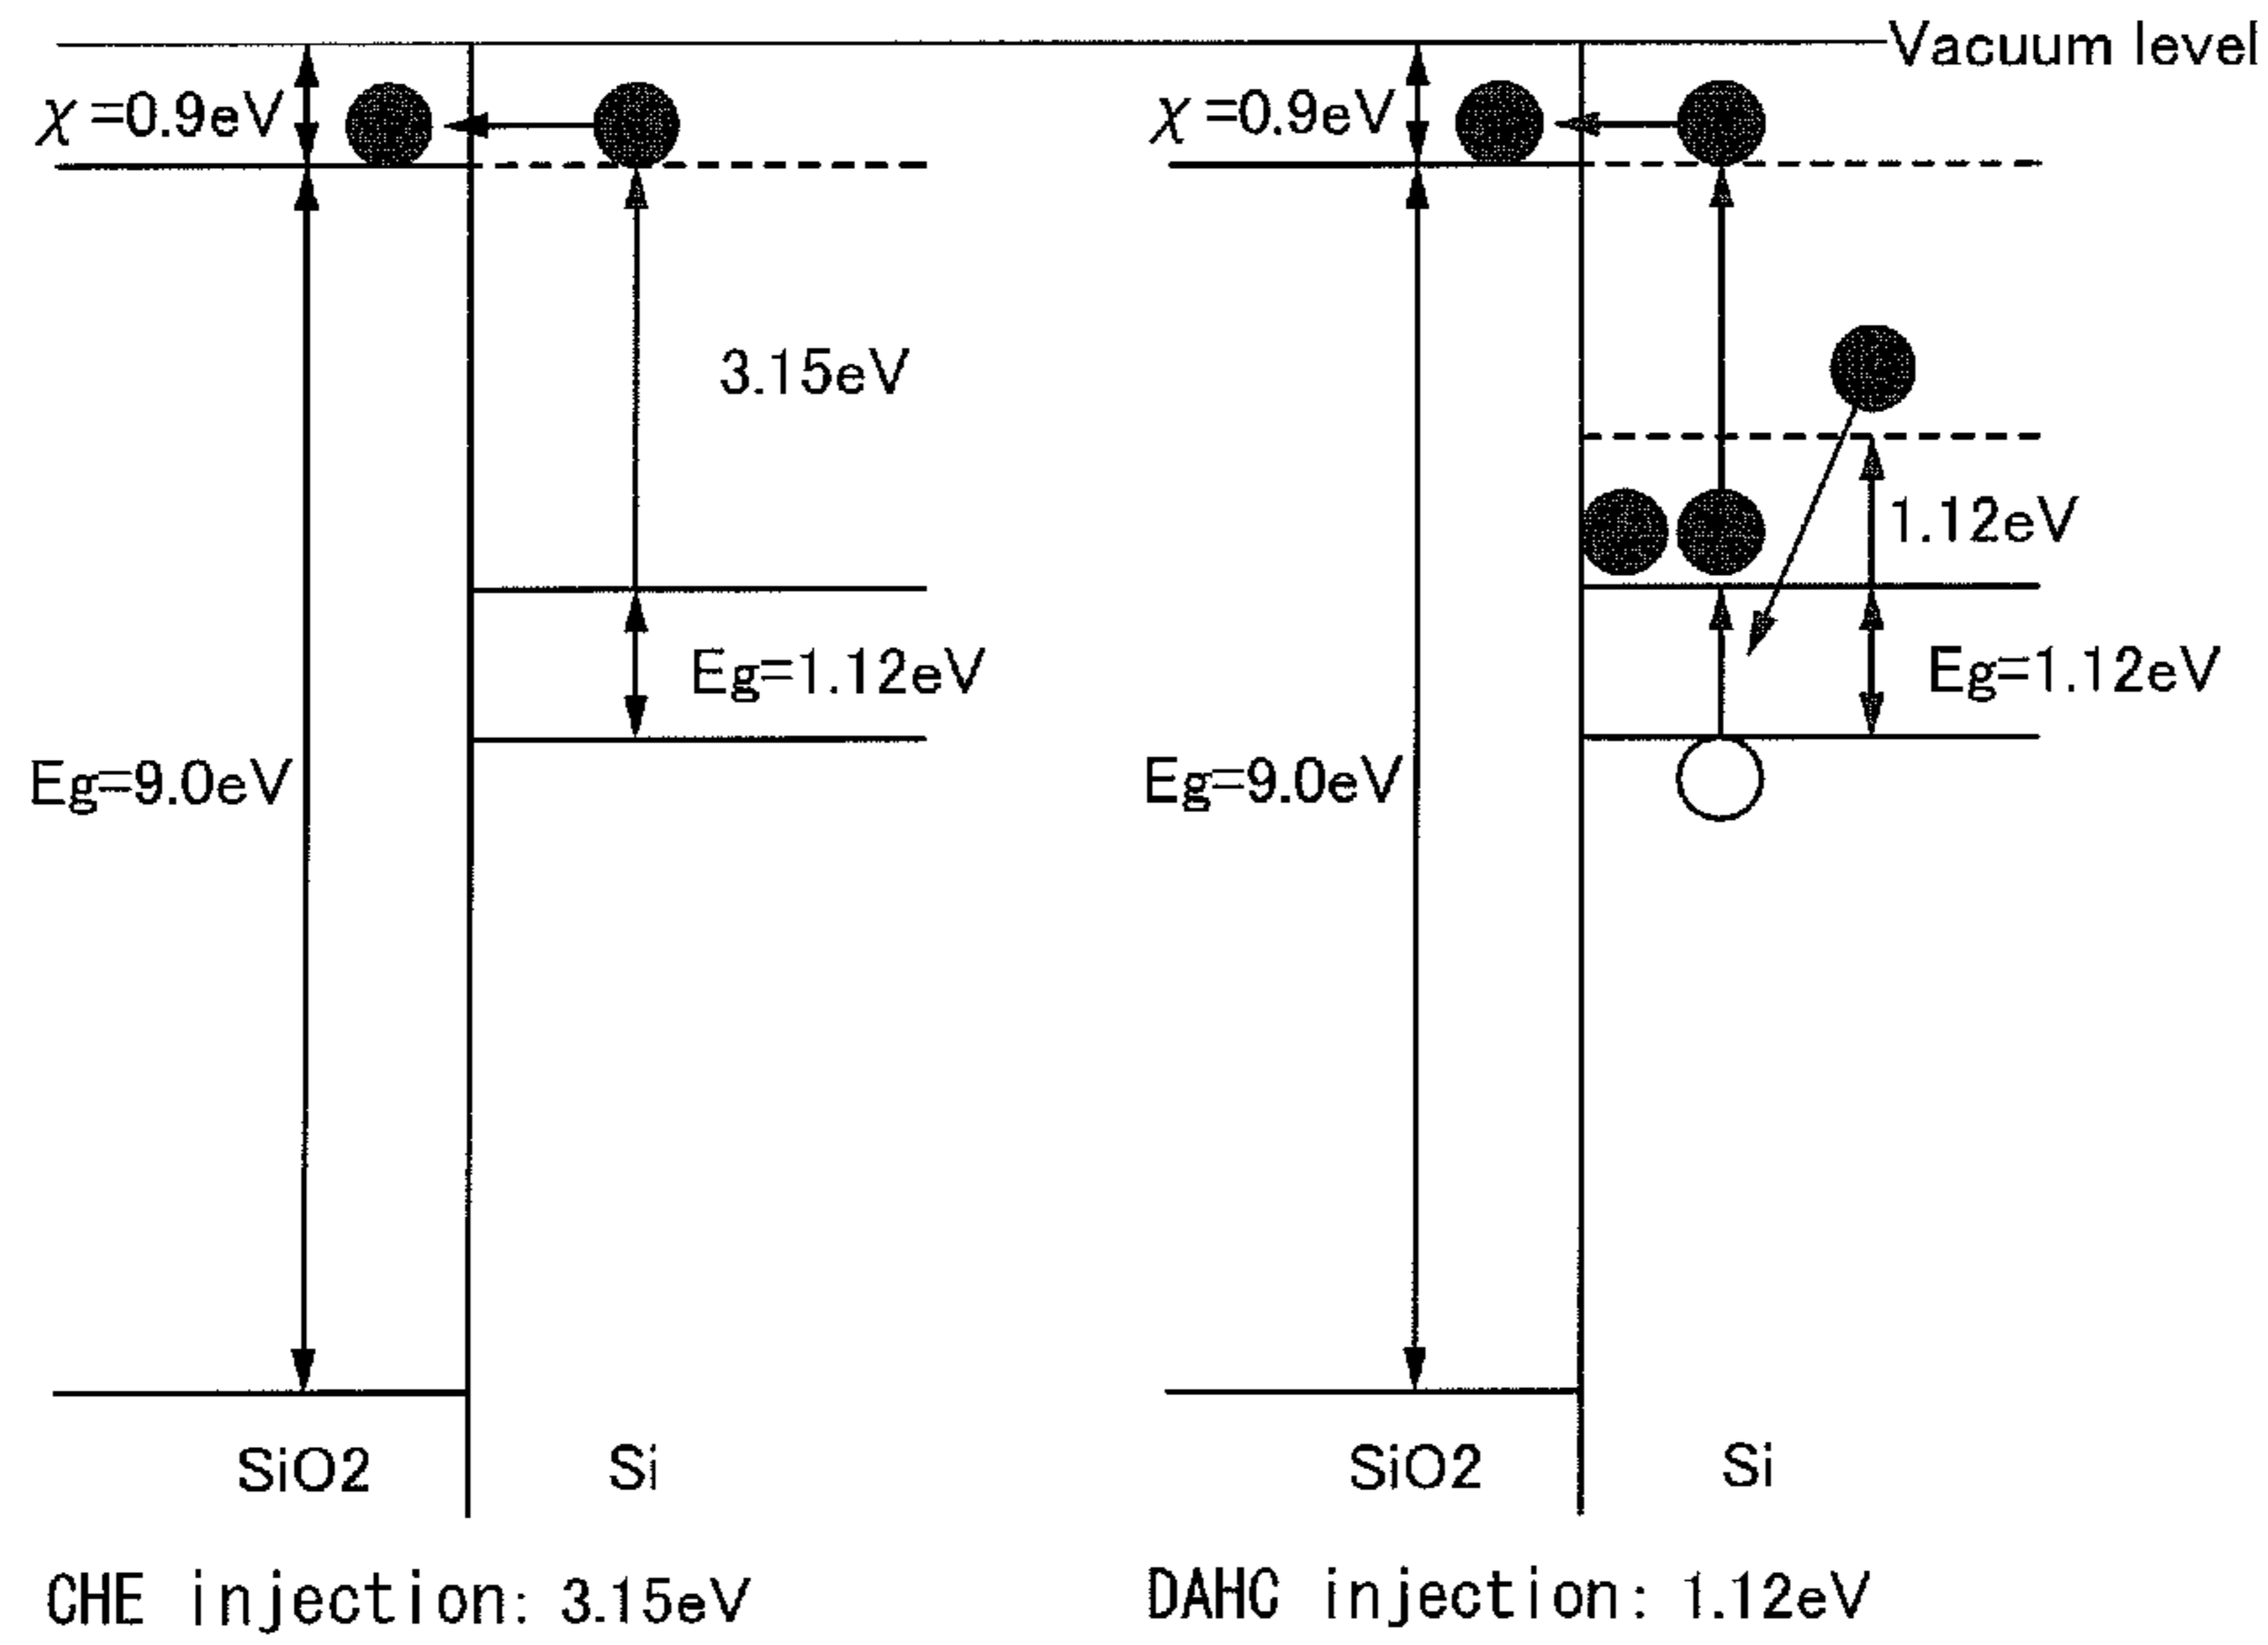 Vacuum level
χ=0.9eV
χ=0.9eV
3.15eV
1.12eV
Eg=1.12eV
Eg=1.12eV
Eg=9.0eV
Eg=9.0eV
SiO2
Si
SiO2
Si
CHE injection: 3.15eV
DAHC injection: 1.12eV